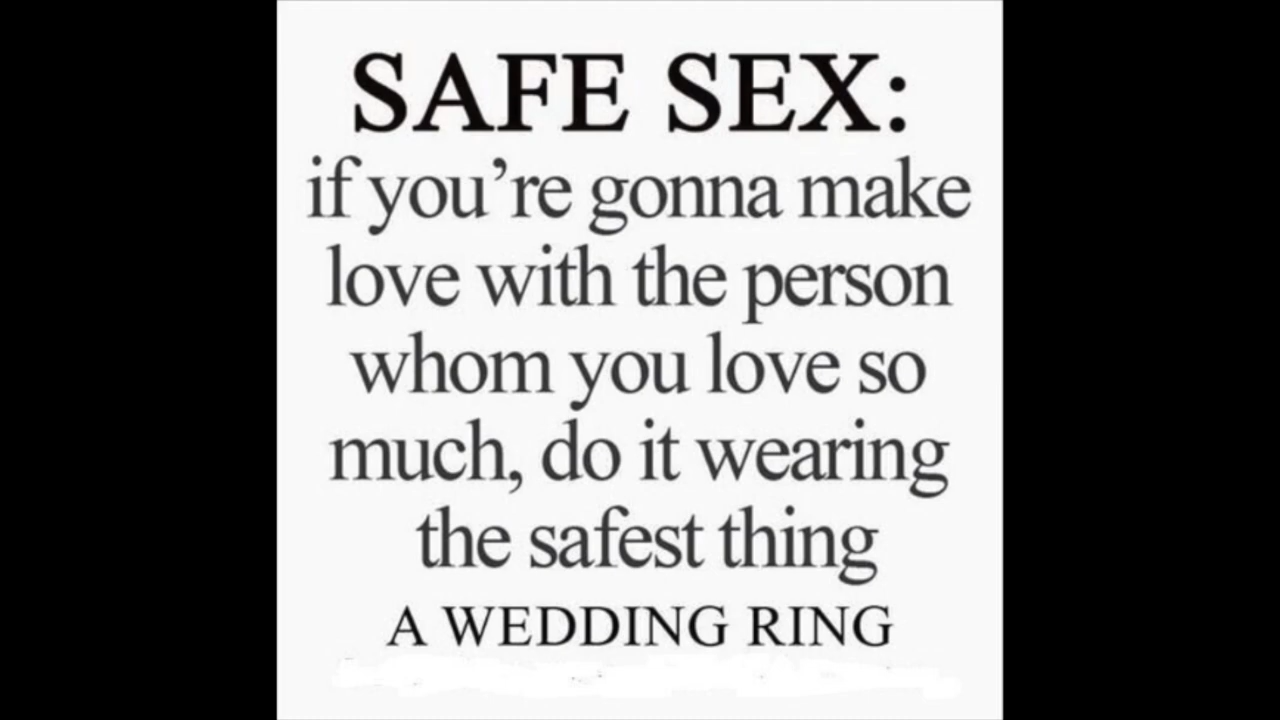 SAFE SEX:
if you’re gonna make
love with the person
whom you love so
much, do it wearing
the safest thing
A WEDDING RING